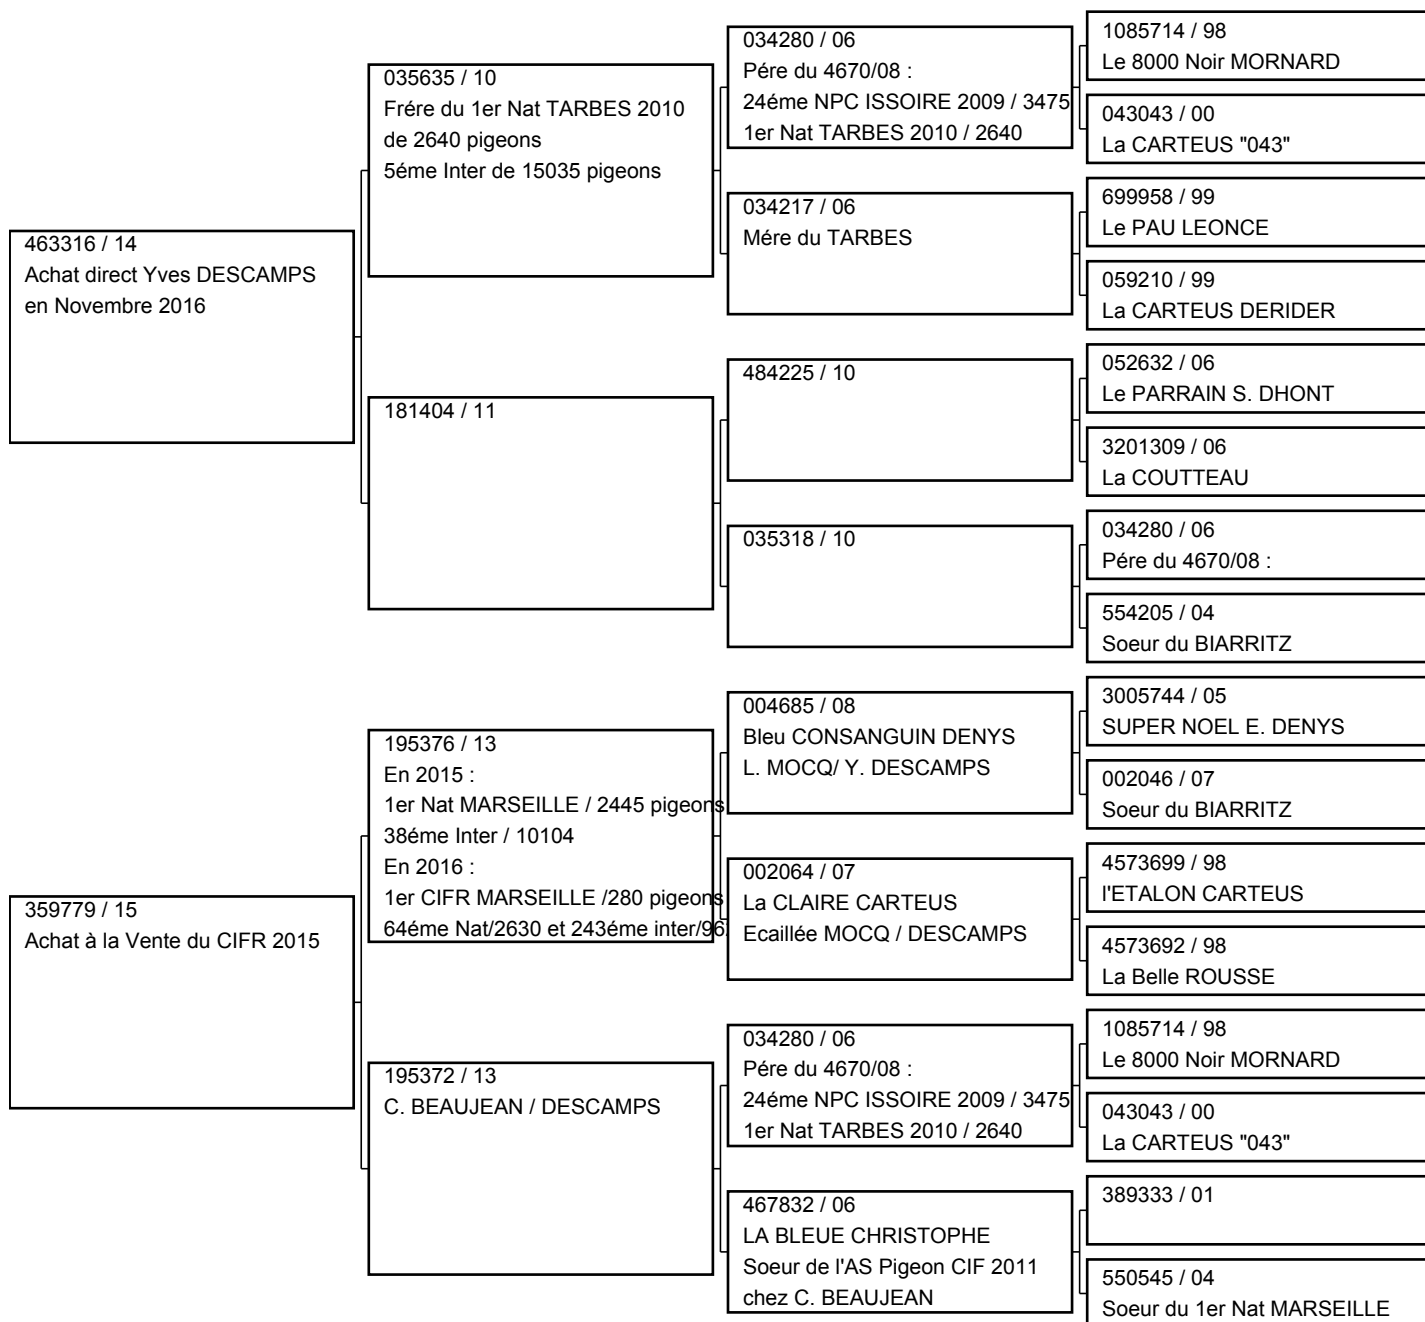 463316 / 14
Achat direct Yves DESCAMPS
en Novembre 2016
359779 / 15
Achat à la Vente du CIFR 2015
035635 / 10
Frére du 1er Nat TARBES 2010
de 2640 pigeons
5éme Inter de 15035 pigeons
181404 / 11
195376 / 13
En 2015 :
1er Nat MARSEILLE / 2445 pigeons
38éme Inter / 10104
En 2016 :
1er CIFR MARSEILLE /280 pigeons
64éme Nat/2630 et 243éme inter/96
195372 / 13
C. BEAUJEAN / DESCAMPS
034280 / 06
Pére du 4670/08 :
24éme NPC ISSOIRE 2009 / 3475
1er Nat TARBES 2010 / 2640
034217 / 06
Mére du TARBES
484225 / 10
035318 / 10
004685 / 08
Bleu CONSANGUIN DENYS
L. MOCQ/ Y. DESCAMPS
002064 / 07
La CLAIRE CARTEUS
Ecaillée MOCQ / DESCAMPS
034280 / 06
Pére du 4670/08 :
24éme NPC ISSOIRE 2009 / 3475
1er Nat TARBES 2010 / 2640
467832 / 06
LA BLEUE CHRISTOPHE
Soeur de l'AS Pigeon CIF 2011
chez C. BEAUJEAN
1085714 / 98
Le 8000 Noir MORNARD
043043 / 00
La CARTEUS "043"
699958 / 99
Le PAU LEONCE
059210 / 99
La CARTEUS DERIDER
052632 / 06
Le PARRAIN S. DHONT
3201309 / 06
La COUTTEAU
034280 / 06
Pére du 4670/08 :
554205 / 04
Soeur du BIARRITZ
3005744 / 05
SUPER NOEL E. DENYS
002046 / 07
Soeur du BIARRITZ
4573699 / 98
l'ETALON CARTEUS
4573692 / 98
La Belle ROUSSE
1085714 / 98
Le 8000 Noir MORNARD
043043 / 00
La CARTEUS "043"
389333 / 01
550545 / 04
Soeur du 1er Nat MARSEILLE